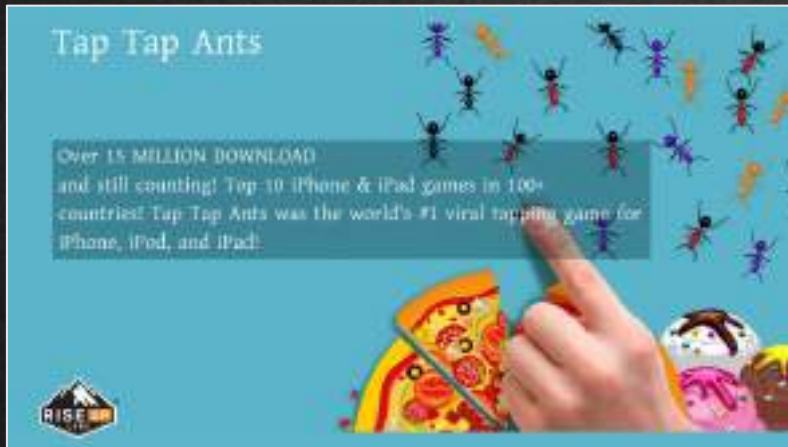 Tap Tap Ants
Over 15 MILLION DOWNLOAD
and still counting! Top 10 iPhone & iPad games in 100+
countries! Tap Tap Ants was the world's #1 viral tapping game for
iPhone, iPod, and iPad!
RISE UP